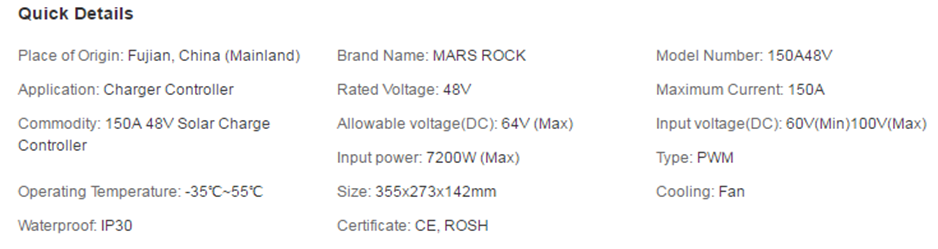 Quick Details
Place of Origin: Fujian, China (Mainland) Brand Name: MARS ROCK Model Number: 150A48V
Application: Charger Controller Rated Voltage: 48V Maximum Current: 150A
Commodity: 150A 48V Solar Charge Allowable voltage(DC): 64V (Max) Input voltage(DC): 60V(Min)100V(Max)
Controller
Input power: 7200W (Max) Type: PWM
Operating Temperature: -35℃~55℃ Size: 355x273x142mm Cooling: Fan
Waterproof: IP30 Certificate: CE, ROSH